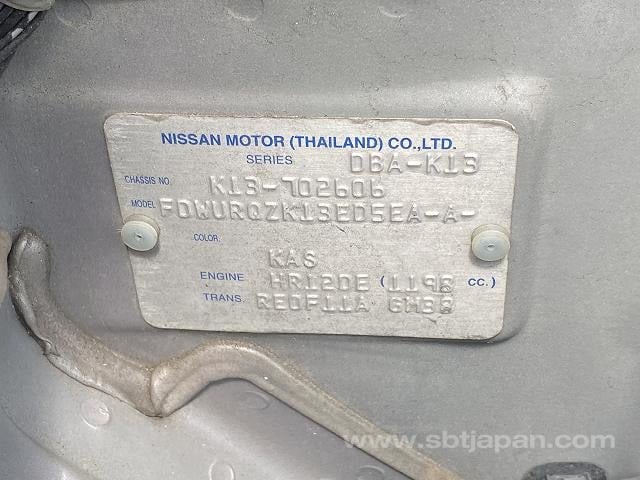 NISSAN MOTOR (THAILAND) CO.,LTD.
SERIES DBA-K13
CHASSIS NO. K13-702606
MODEL FDWURQZK13EDSEA-A-
COLOR
KAS
ENGINE HR12DE (1198 CC.)
TRANS. RE0F11A GM38
www.sbtjapan.com